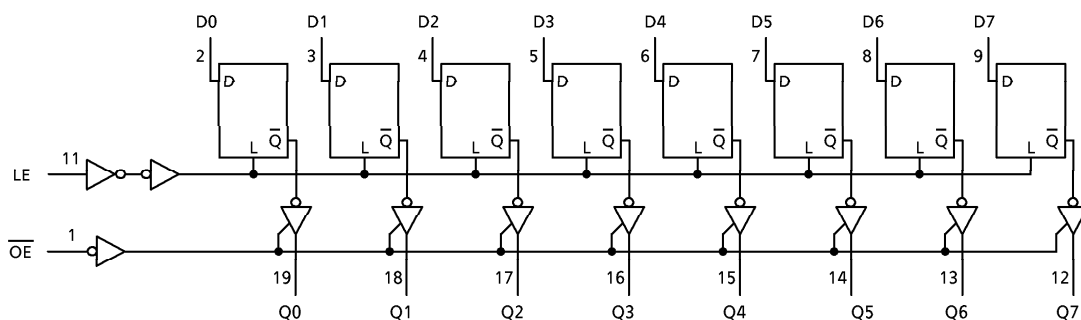 D0 D1 D2 D3 D4 D5 D6 D7
2 3 4 5 6 7 8 9
D D D D D D D D
Q̅ Q̅ Q̅ Q̅ Q̅ Q̅ Q̅ Q̅
L L L L L L L L
11
LE
1
O̅E̅
19 18 17 16 15 14 13 12
Q0 Q1 Q2 Q3 Q4 Q5 Q6 Q7